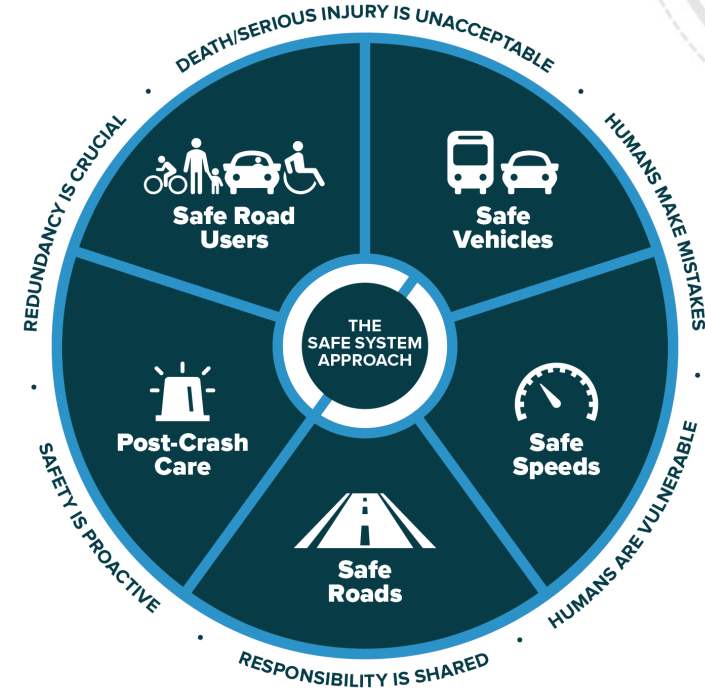 DEATH/SERIOUS INJURY IS UNACCEPTABLE
HUMANS MAKE MISTAKES
HUMANS ARE VULNERABLE
RESPONSIBILITY IS SHARED
SAFETY IS PROACTIVE
REDUNDANCY IS CRUCIAL
Safe Road
Users
Safe
Vehicles
Safe
Speeds
Safe
Roads
Post-Crash
Care
THE
SAFE SYSTEM
APPROACH